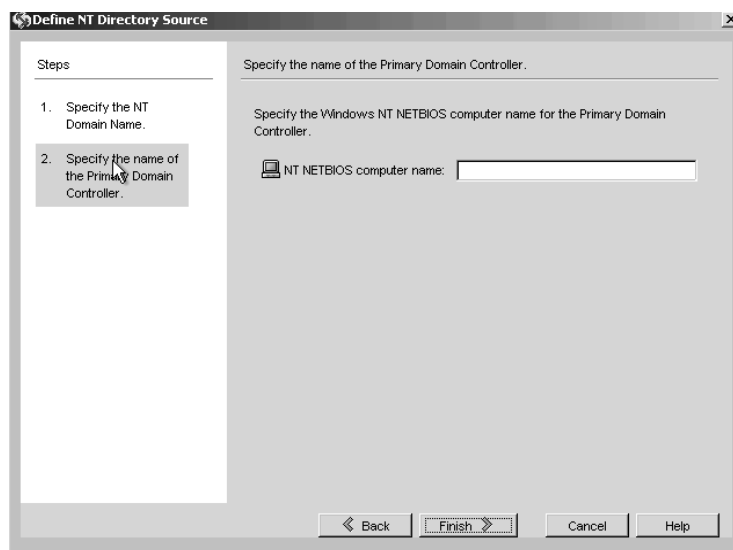 Define NT Directory Source
x
Steps
1. Specify the NT
Domain Name.
2. Specify the name of
the Primary Domain
Controller.
Specify the name of the Primary Domain Controller.
Specify the Windows NT NETBIOS computer name for the Primary Domain
Controller.
NT NETBIOS computer name:
Back
Finish
Cancel
Help